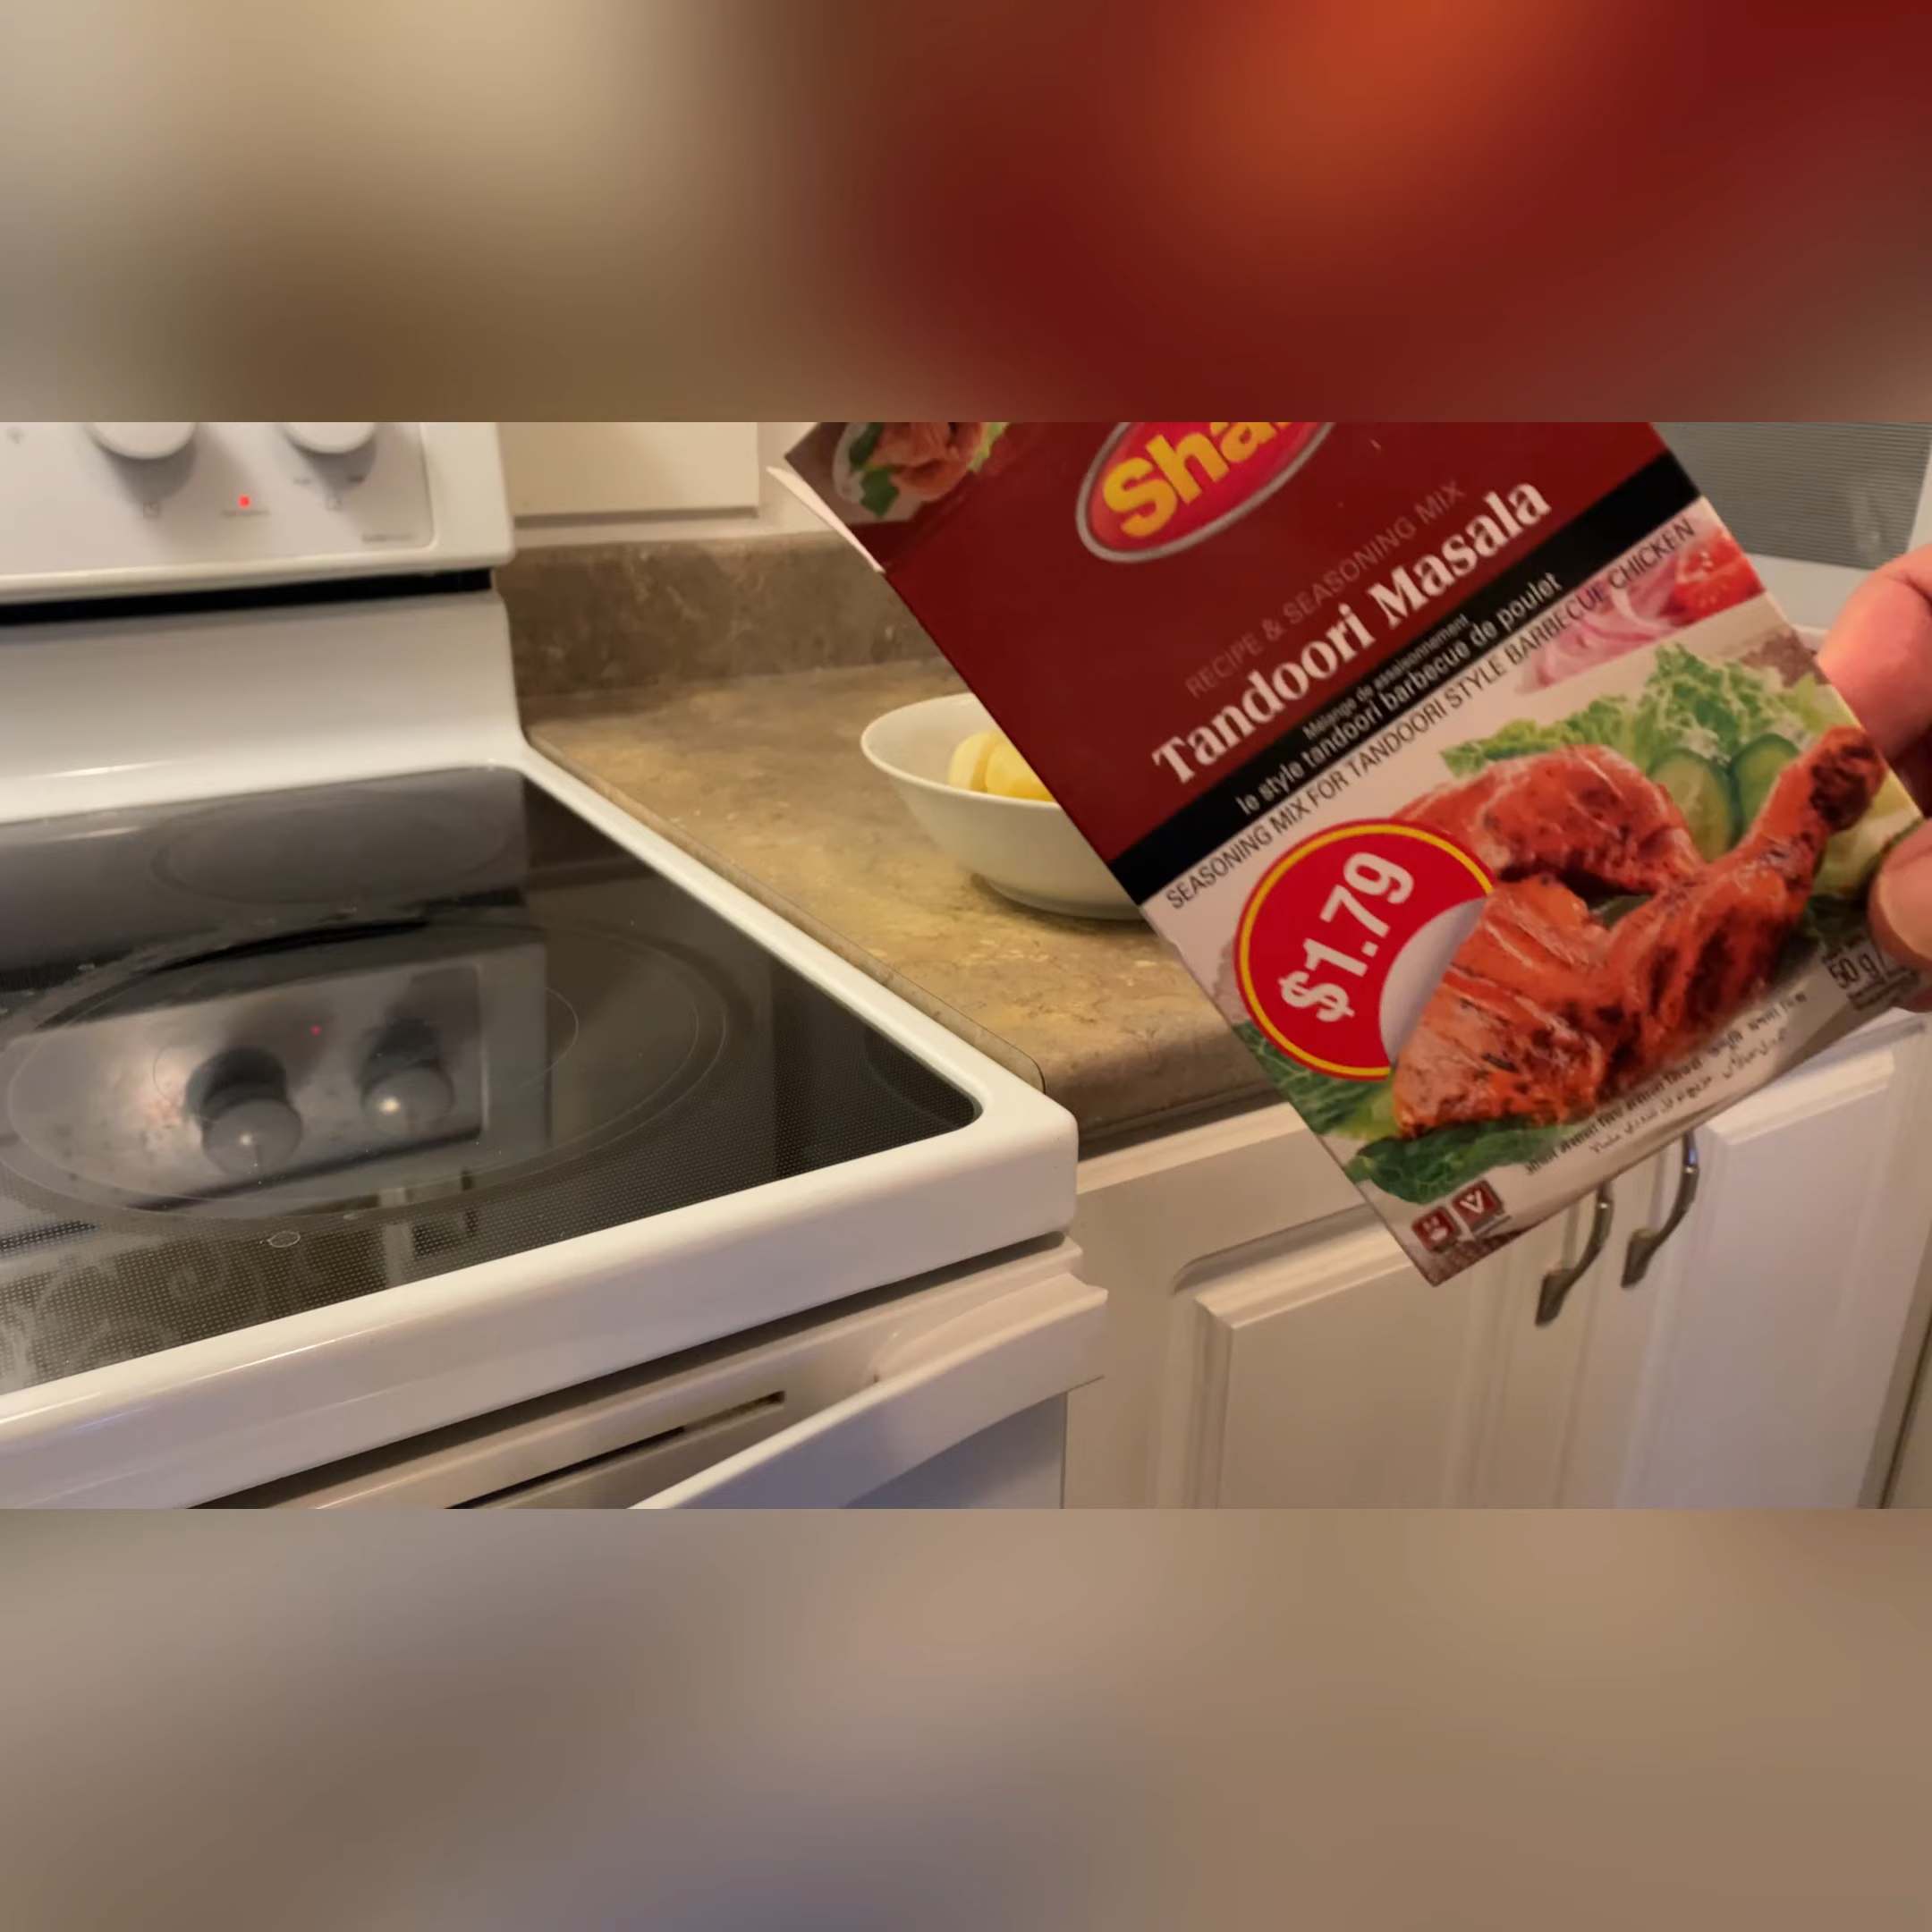 Sha
RECIPE & SEASONING MIX
Tandoori Masala
Mélange de assaisonnement
le style tandoori barbecue de poulet
SEASONING MIX FOR TANDOORI STYLE BARBECUE CHICKEN
$1.79
50 g